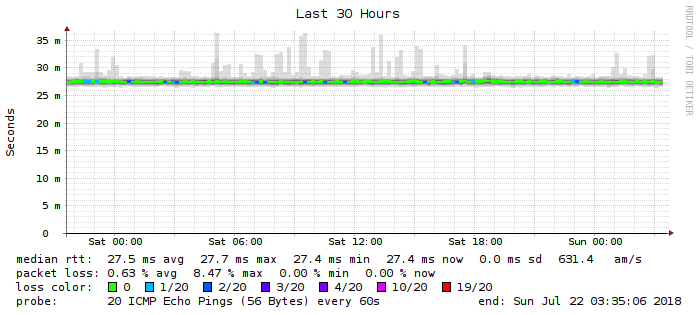 Last 30 Hours
RRDTOOL / TOBI OETIKER
Seconds
35 m
30 m
25 m
20 m
15 m
10 m
5 m
0
Sat 00:00 Sat 06:00 Sat 12:00 Sat 18:00 Sun 00:00
median rtt: 27.5 ms avg 27.7 ms max 27.4 ms min 27.4 ms now 0.0 ms sd 631.4 am/s
packet loss: 0.63 % avg 8.47 % max 0.00 % min 0.00 % now
loss color: 0 1/20 2/20 3/20 4/20 10/20 19/20
probe: 20 ICMP Echo Pings (56 Bytes) every 60s end: Sun Jul 22 03:35:06 2018